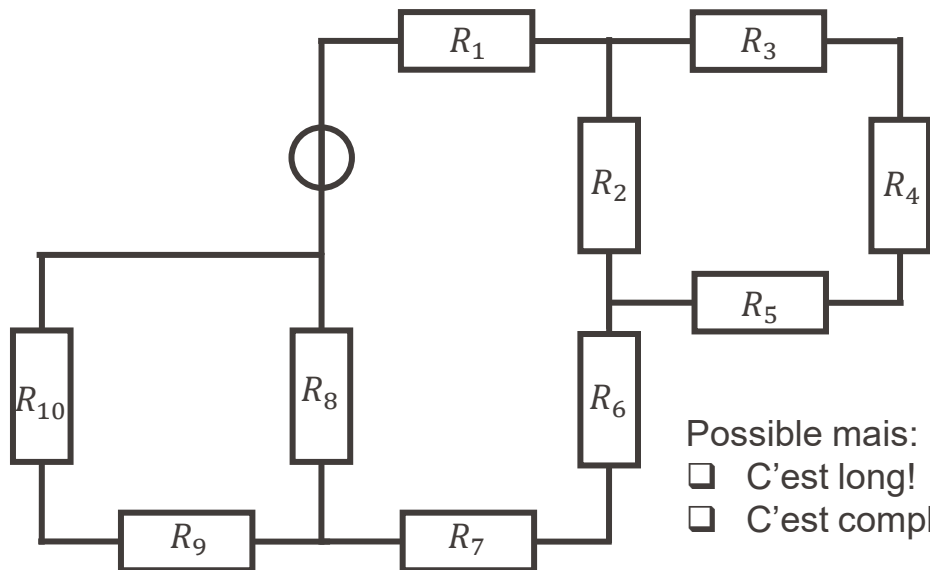 R₁
R₃
R₂
R₄
R₅
R₁₀
R₈
R₆
R₉
R₇
Possible mais:
❑ C'est long!
❑ C'est compl